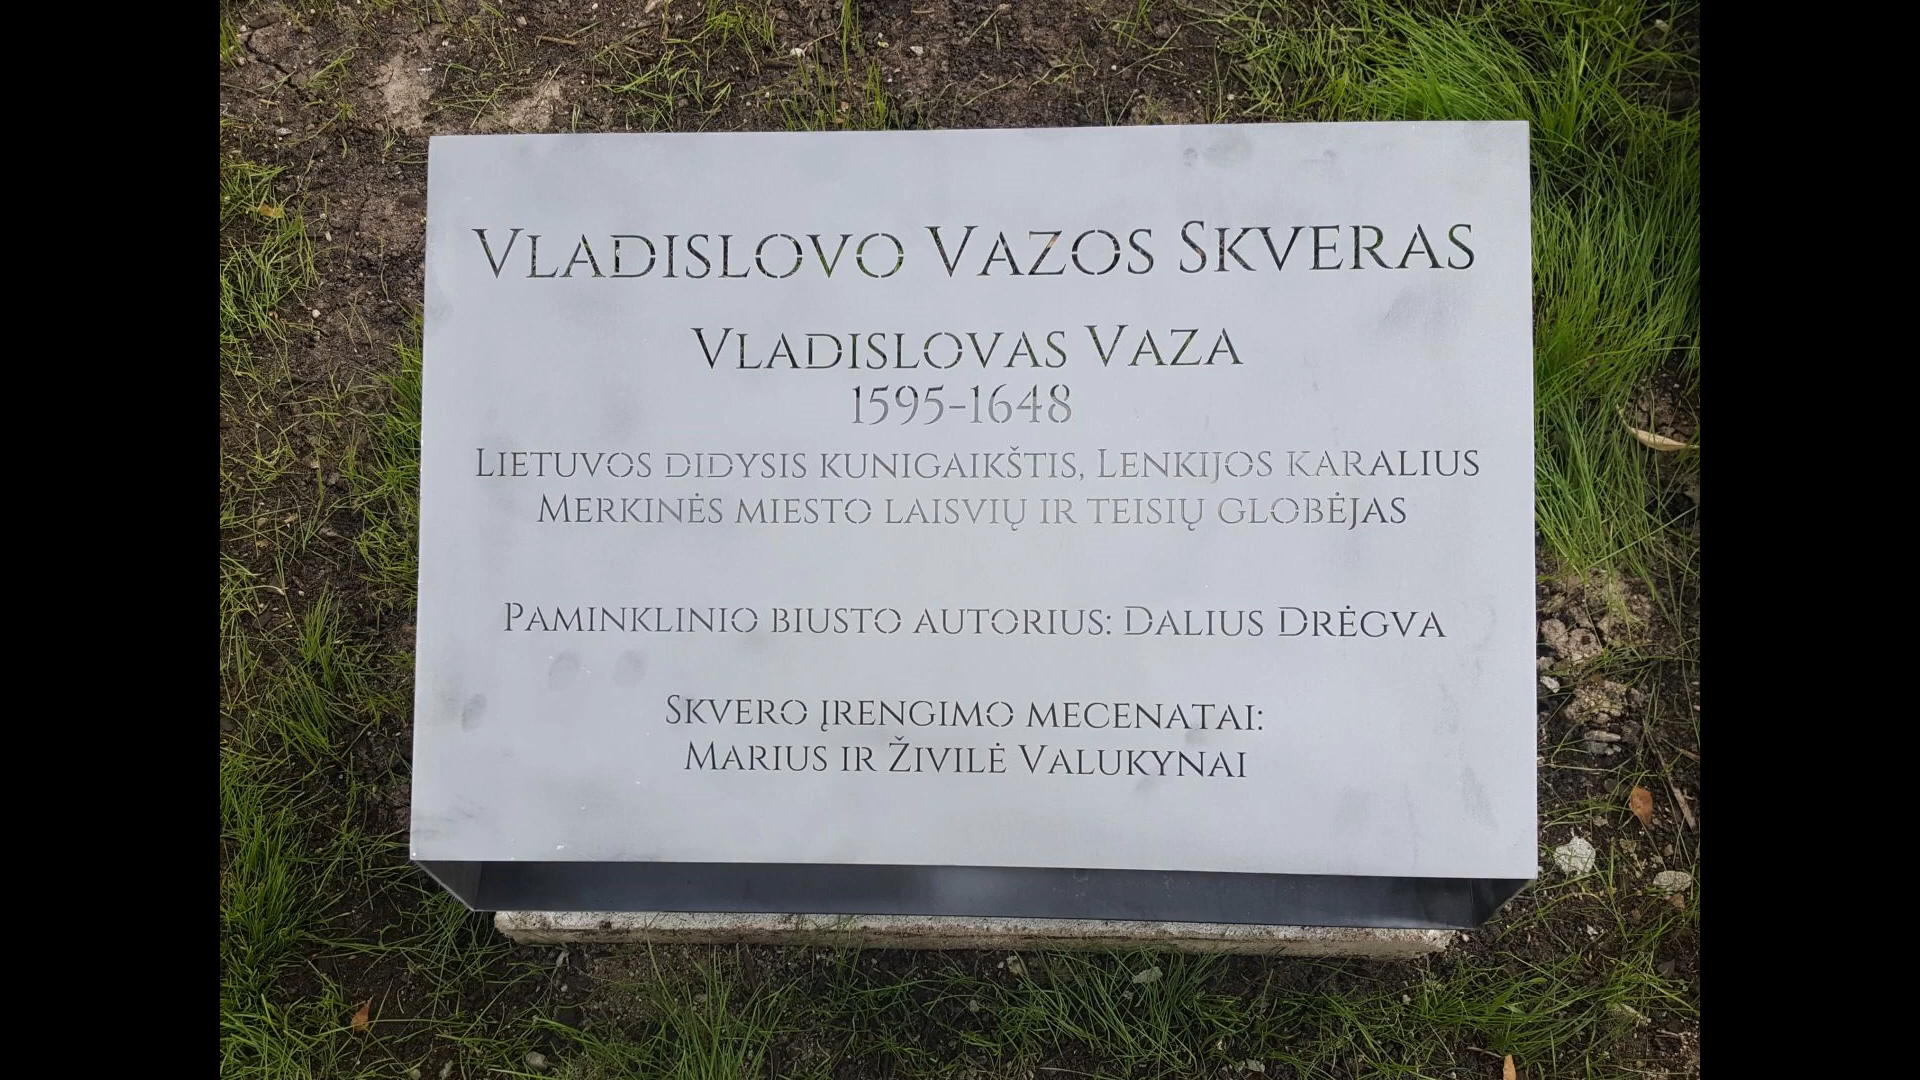 Vladislovo Vazos Skveras
Vladislovas Vaza
1595-1648
Lietuvos didysis kunigaikštis, Lenkijos karalius
Merkinės miesto laisvių ir teisių globėjas
Paminklinio biusto autorius: Dalius Drėgva
Skvero įrengimo mecenatai:
Marius ir Živilė Valukynai